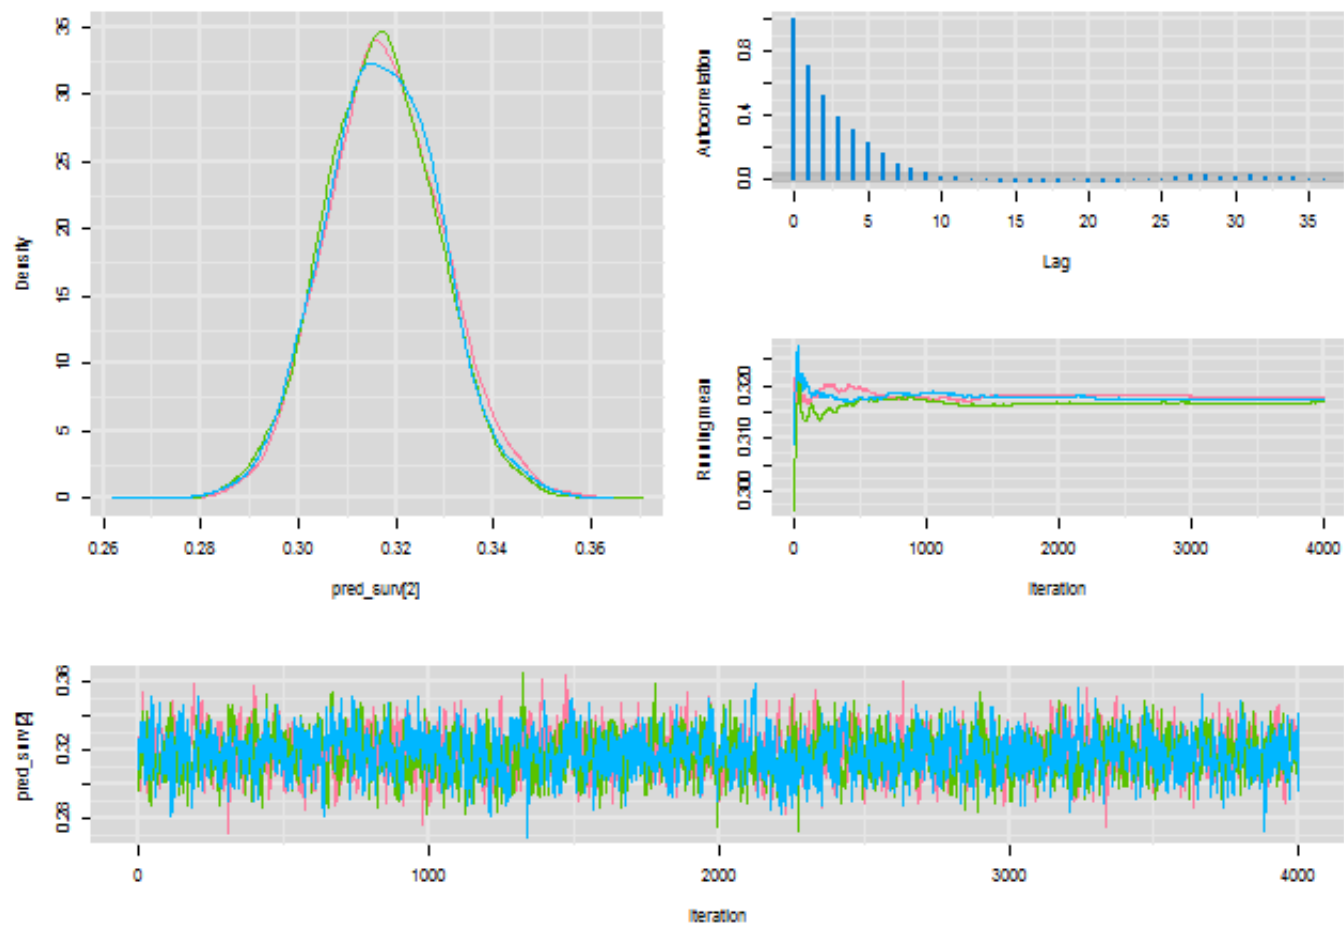 35
30
25
20
15
10
5
0
Density
0.26 0.28 0.30 0.32 0.34 0.36
pred_surv[2]
0.8
0.4
0.0
Autocorrelation
0 5 10 15 20 25 30 35
Lag
0.320
0.310
0.300
Running mean
0 1000 2000 3000 4000
Iteration
0.36
0.32
0.28
pred_surv[2]
0 1000 2000 3000 4000
Iteration